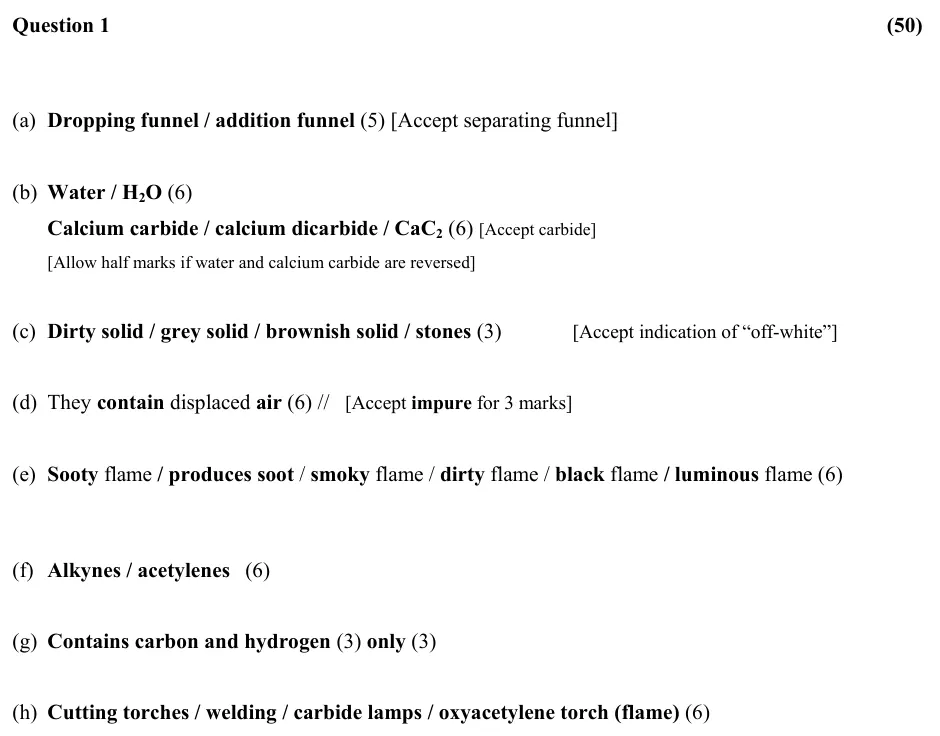 Question 1 (50)
(a) Dropping funnel / addition funnel (5) [Accept separating funnel]
(b) Water / H₂O (6)
Calcium carbide / calcium dicarbide / CaC₂ (6) [Accept carbide]
[Allow half marks if water and calcium carbide are reversed]
(c) Dirty solid / grey solid / brownish solid / stones (3) [Accept indication of “off-white”]
(d) They contain displaced air (6) // [Accept impure for 3 marks]
(e) Sooty flame / produces soot / smoky flame / dirty flame / black flame / luminous flame (6)
(f) Alkynes / acetylenes (6)
(g) Contains carbon and hydrogen (3) only (3)
(h) Cutting torches / welding / carbide lamps / oxyacetylene torch (flame) (6)